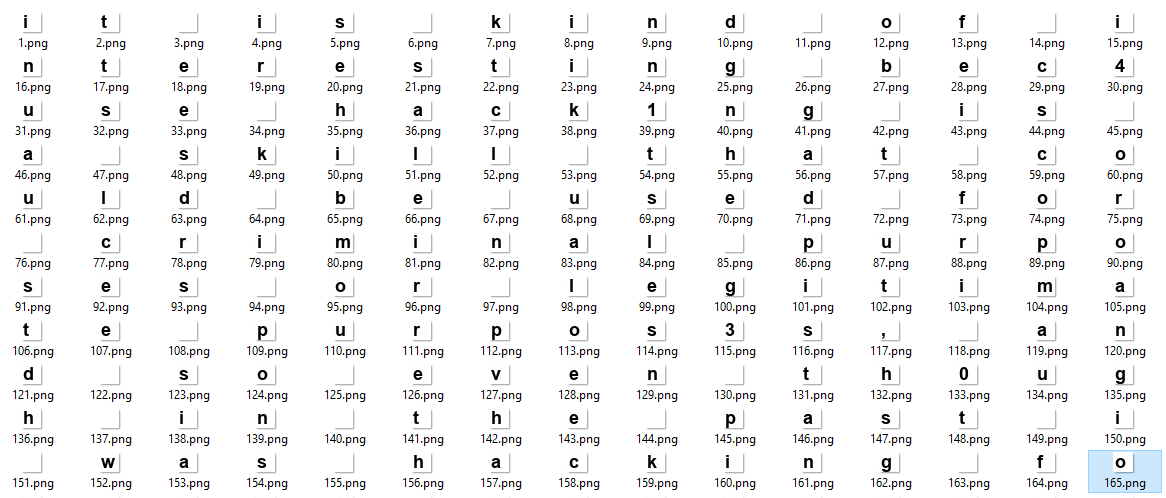 i t i s k i n d o f i
1.png 2.png 3.png 4.png 5.png 6.png 7.png 8.png 9.png 10.png 11.png 12.png 13.png 14.png 15.png
n t e r e s t i n g b e c 4
16.png 17.png 18.png 19.png 20.png 21.png 22.png 23.png 24.png 25.png 26.png 27.png 28.png 29.png 30.png
u s e h a c k 1 n g i s
31.png 32.png 33.png 34.png 35.png 36.png 37.png 38.png 39.png 40.png 41.png 42.png 43.png 44.png 45.png
a s k i l l t h a t c o
46.png 47.png 48.png 49.png 50.png 51.png 52.png 53.png 54.png 55.png 56.png 57.png 58.png 59.png 60.png
u l d b e u s e d f o r
61.png 62.png 63.png 64.png 65.png 66.png 67.png 68.png 69.png 70.png 71.png 72.png 73.png 74.png 75.png
c r i m i n a l p u r p o
76.png 77.png 78.png 79.png 80.png 81.png 82.png 83.png 84.png 85.png 86.png 87.png 88.png 89.png 90.png
s e s o r l e g i t i m a
91.png 92.png 93.png 94.png 95.png 96.png 97.png 98.png 99.png 100.png 101.png 102.png 103.png 104.png 105.png
t e p u r p o s 3 s , a n
106.png 107.png 108.png 109.png 110.png 111.png 112.png 113.png 114.png 115.png 116.png 117.png 118.png 119.png 120.png
d s o e v e n t h 0 u g
121.png 122.png 123.png 124.png 125.png 126.png 127.png 128.png 129.png 130.png 131.png 132.png 133.png 134.png 135.png
h i n t h e p a s t i
136.png 137.png 138.png 139.png 140.png 141.png 142.png 143.png 144.png 145.png 146.png 147.png 148.png 149.png 150.png
w a s h a c k i n g f o
151.png 152.png 153.png 154.png 155.png 156.png 157.png 158.png 159.png 160.png 161.png 162.png 163.png 164.png 165.png